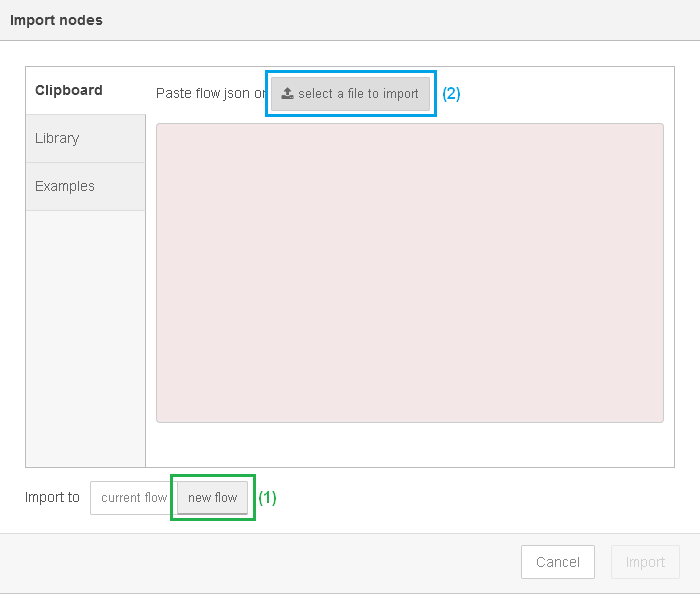 Import nodes
Clipboard
Paste flow json or select a file to import (2)
Library
Examples
Import to current flow new flow (1)
Cancel Import